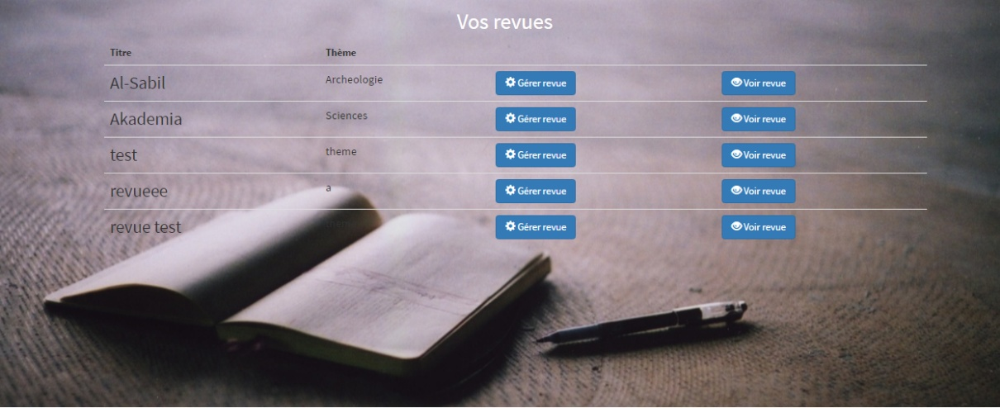 Vos revues
Titre Thème
Al-Sabil Archeologie Gérer revue Voir revue
Akademia Sciences Gérer revue Voir revue
test theme Gérer revue Voir revue
revueee a Gérer revue Voir revue
revue test Gérer revue Voir revue